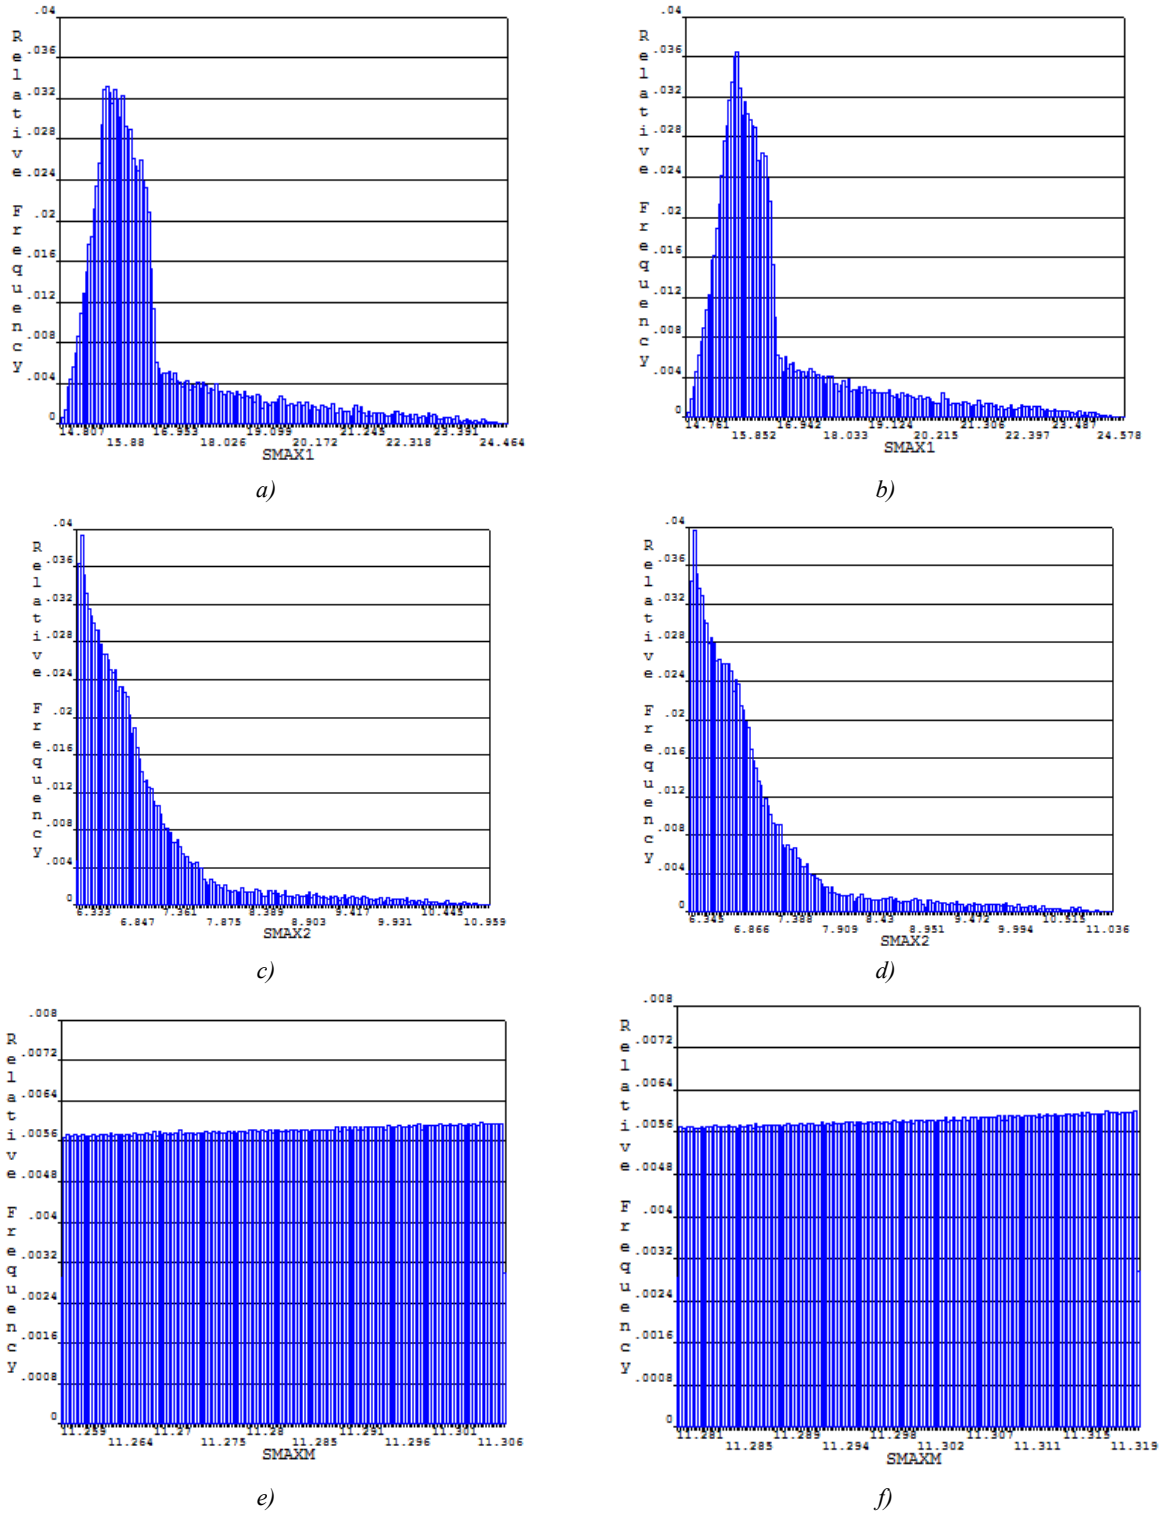 Relative Frequency
.04
.036
.032
.028
.024
.02
.016
.012
.008
.004
0
14.807 16.953 19.099 21.245 23.391
15.88 18.026 20.172 22.318 24.464
SMAX1
a)
Relative Frequency
.04
.036
.032
.028
.024
.02
.016
.012
.008
.004
0
14.761 16.942 19.124 21.306 23.487
15.852 18.033 20.215 22.397 24.578
SMAX1
b)
Relative Frequency
.04
.036
.032
.028
.024
.02
.016
.012
.008
.004
0
6.333 7.361 8.389 9.417 10.445
6.847 7.875 8.903 9.931 10.959
SMAX2
c)
Relative Frequency
.04
.036
.032
.028
.024
.02
.016
.012
.008
.004
0
6.345 7.388 8.43 9.472 10.515
6.866 7.909 8.951 9.994 11.036
SMAX2
d)
Relative Frequency
.008
.0072
.0064
.0056
.0048
.004
.0032
.0024
.0016
.0008
0
11.259 11.27 11.28 11.291 11.301
11.264 11.275 11.285 11.296 11.306
SMAXM
e)
Relative Frequency
.008
.0072
.0064
.0056
.0048
.004
.0032
.0024
.0016
.0008
0
11.281 11.289 11.298 11.307 11.315
11.285 11.294 11.302 11.311 11.319
SMAXM
f)